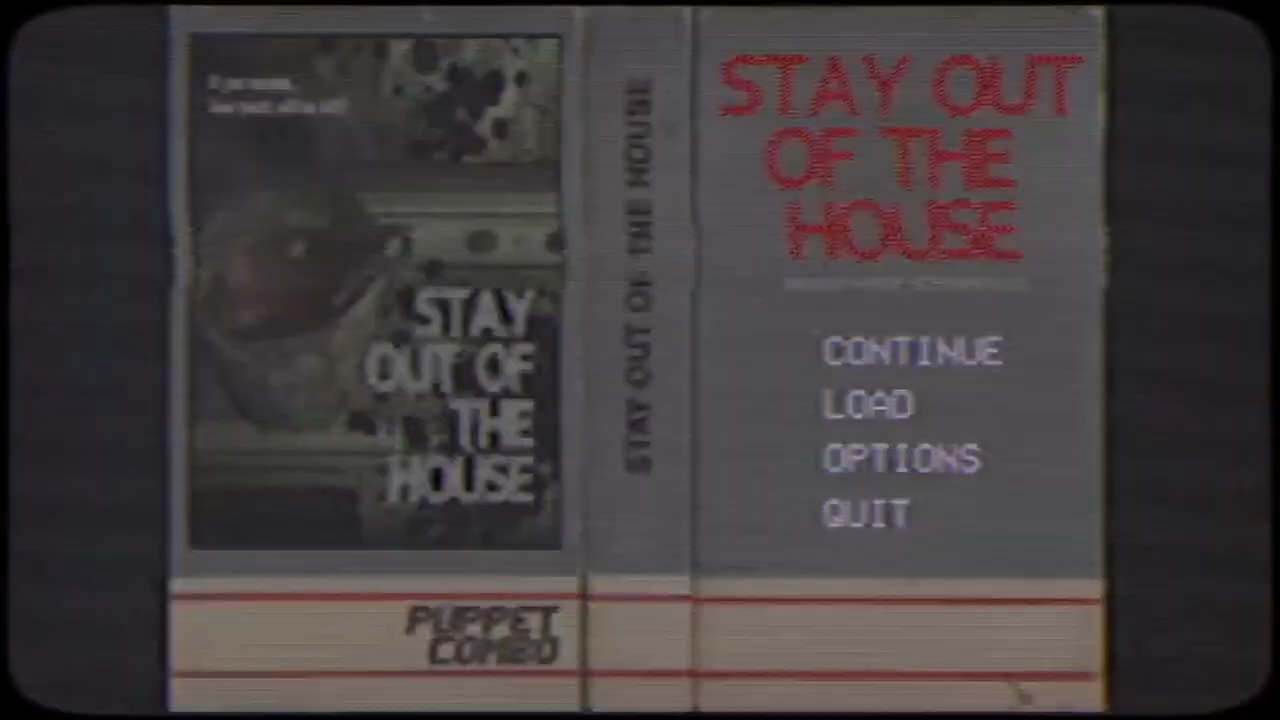 STAY
OUT OF
THE
HOUSE
PUPPET
COMBO
STAY OUT OF THE HOUSE
STAY OUT
OF THE
HOUSE
CONTINUE
LOAD
OPTIONS
QUIT